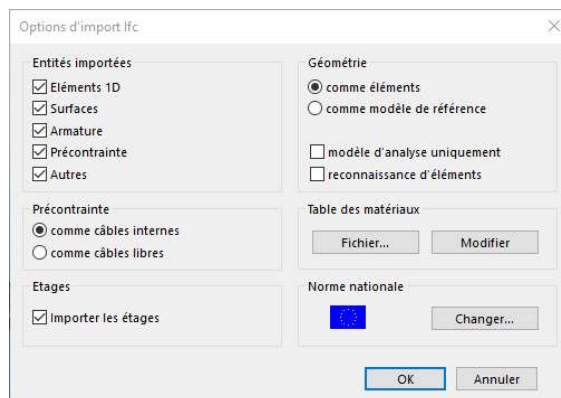 Options d'import Ifc
Entités importées
Eléments 1D
Surfaces
Armature
Précontrainte
Autres
Géométrie
comme éléments
comme modèle de référence
modèle d'analyse uniquement
reconnaissance d'éléments
Précontrainte
comme câbles internes
comme câbles libres
Table des matériaux
Fichier...
Modifier
Etages
Importer les étages
Norme nationale
Changer...
OK
Annuler